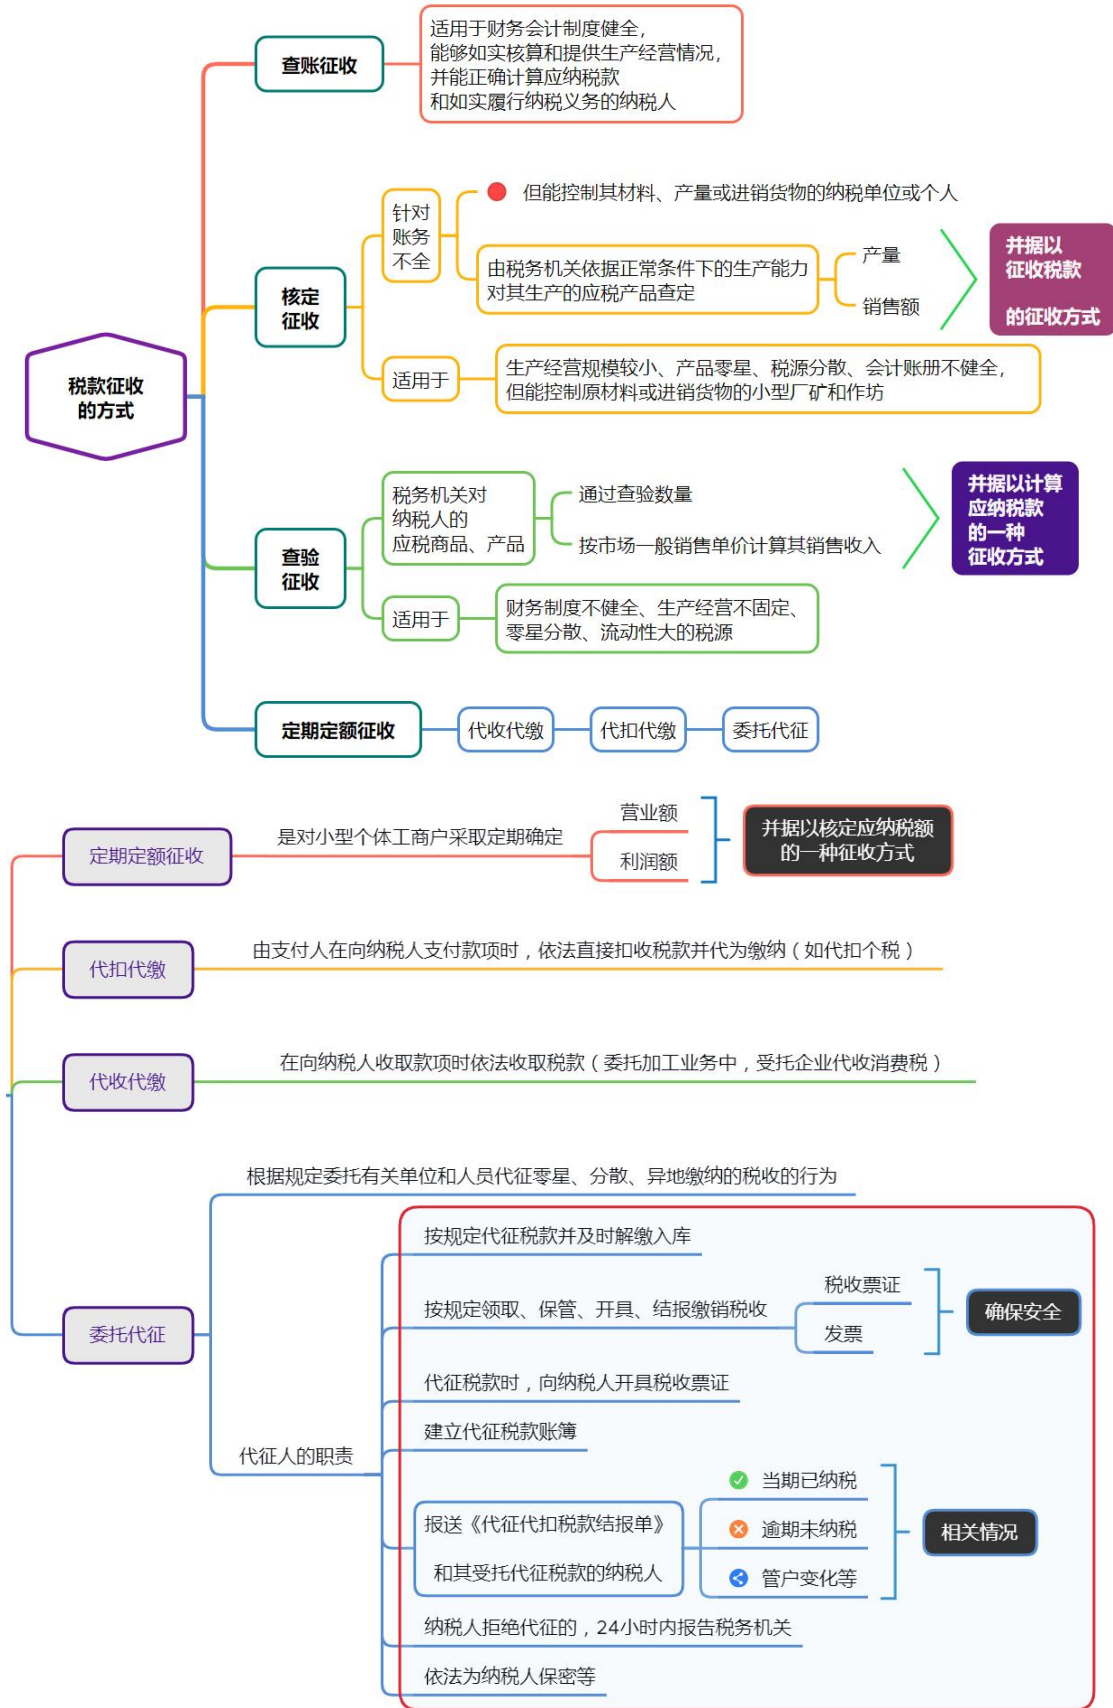 税款征收
的方式
查账征收
适用于财务会计制度健全，
能够如实核算和提供生产经营情况，
并能正确计算应纳税款
和如实履行纳税义务的纳税人
核定
征收
针对
账务
不全
但能控制其材料、产量或进销货物的纳税单位或个人
由税务机关依据正常条件下的生产能力
对其生产的应税产品查定
产量
销售额
并据以
征收税款
的征收方式
适用于
生产经营规模较小、产品零星、税源分散、会计账册不健全，
但能控制原材料或进销货物的小型厂矿和作坊
查验
征收
税务机关对
纳税人的
应税商品、产品
通过查验数量
按市场一般销售单价计算其销售收入
并据以计算
应纳税款
的一种
征收方式
适用于
财务制度不健全、生产经营不固定、
零星分散、流动性大的税源
定期定额征收
代收代缴
代扣代缴
委托代征
定期定额征收
是对小型个体工商户采取定期确定
营业额
利润额
并据以核定应纳税额
的一种征收方式
代扣代缴
由支付人在向纳税人支付款项时，依法直接扣收税款并代为缴纳（如代扣个税）
代收代缴
在向纳税人收取款项时依法收取税款（委托加工业务中，受托企业代收消费税）
委托代征
根据规定委托有关单位和人员代征零星、分散、异地缴纳的税收的行为
代征人的职责
按规定代征税款并及时解缴入库
按规定领取、保管、开具、结报缴销税收
税收票证
发票
确保安全
代征税款时，向纳税人开具税收票证
建立代征税款账簿
报送《代征代扣税款结报单》
和其受托代征税款的纳税人
当期已纳税
逾期未纳税
管户变化等
相关情况
纳税人拒绝代征的，24小时内报告税务机关
依法为纳税人保密等